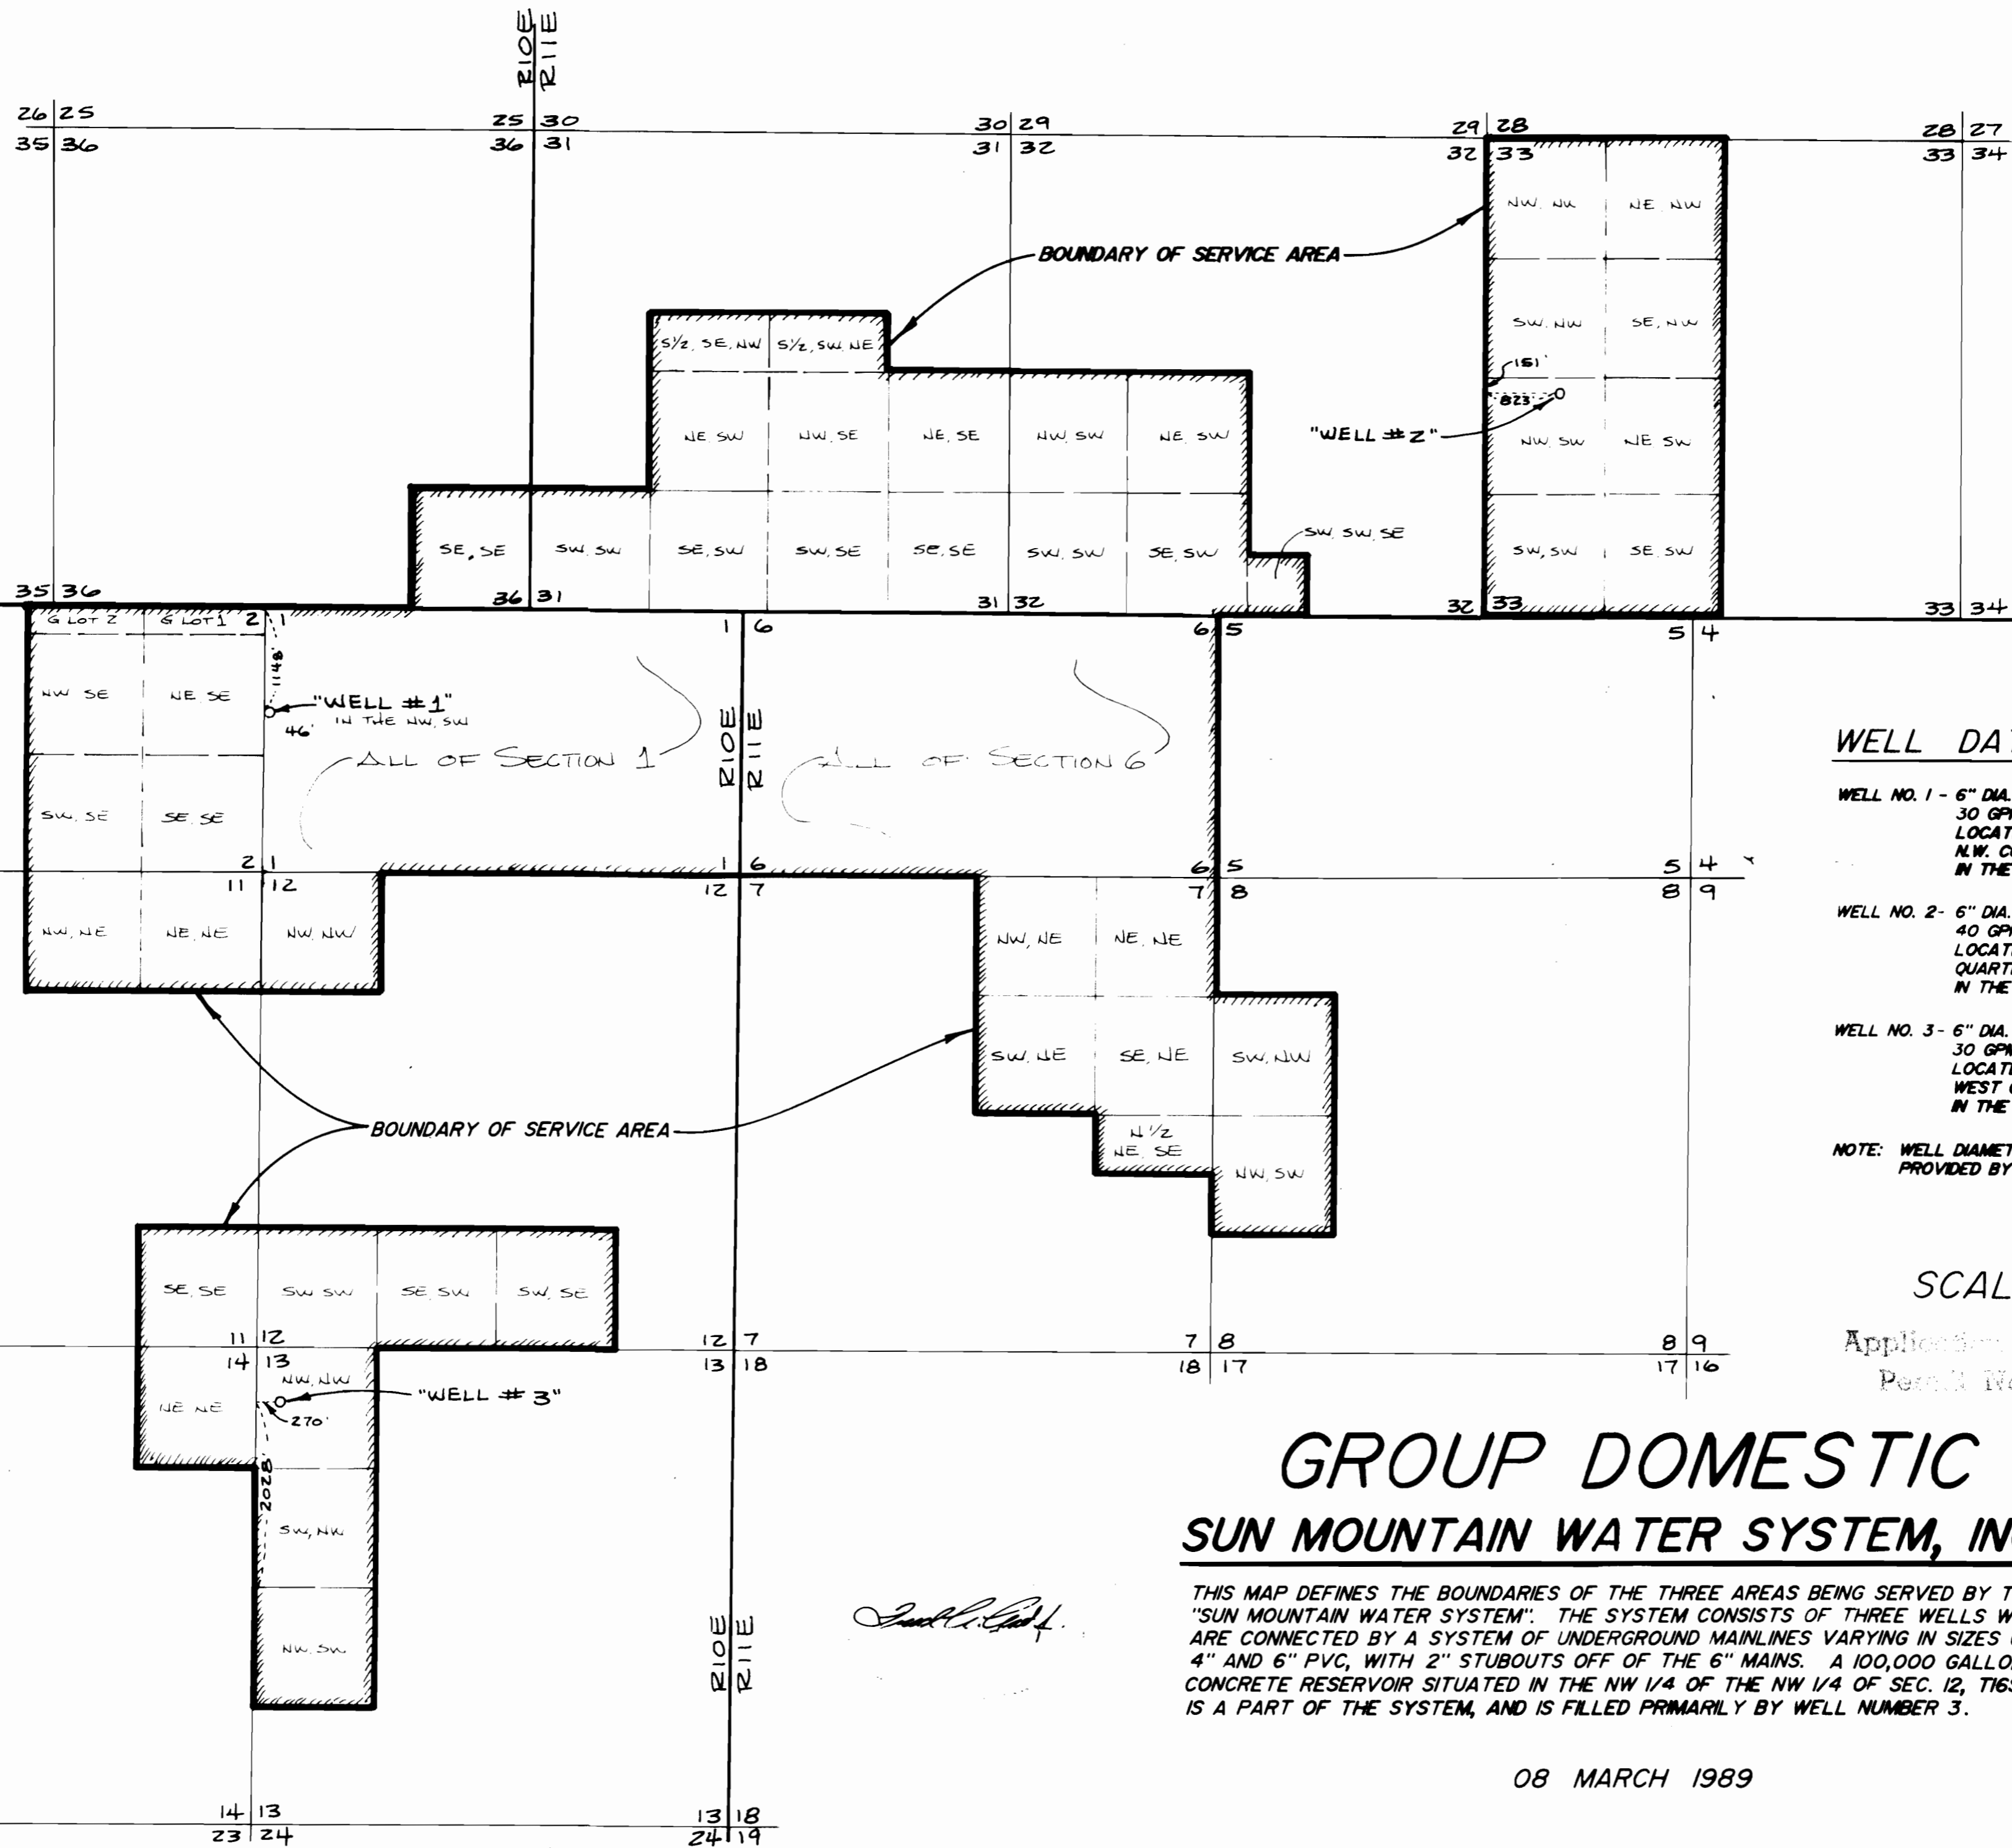 R10E
R11E
26 25
25 30
30 29
29 28
28 27
35 36
36 31
31 32
32 33
33 34
NW, NW
NE, NW
BOUNDARY OF SERVICE AREA
SW, NW
SE, NW
S½, SE, NW
S½, SW, NE
151'
823'
"WELL #2"
NE, SW
NW, SE
NE, SE
NW, SW
NE, SW
NW, SW
NE, SW
SW, SW, SE
SE, SE
SW, SW
SE, SW
SW, SE
SE, SE
SW, SW
SE, SW
SW, SW
SE, SW
35 36
36 31
31 32
32 33
33 34
G LOT 2
G LOT 1
2 1
1 6
6 5
5 4
1148'
NW SE
NE, SE
"WELL #1"
IN THE NW, SW
46'
R10E
R11E
ALL OF SECTION 1
ALL OF SECTION 6
SW, SE
SE, SE
2 1
1 6
6 5
5 4
11 12
12 7
7 8
8 9
NW, NE
NE, NE
NW, NW
NW, NE
NE, NE
SW, NE
SE, NE
SW, NW
BOUNDARY OF SERVICE AREA
N ½
NE, SE
NW, SW
WELL DAT
WELL NO. 1 - 6" DIA.
30 GPM
LOCAT
N.W. CO
IN THE
WELL NO. 2- 6" DIA.
40 GPM
LOCATE
QUARTE
IN THE
WELL NO. 3- 6" DIA.
30 GPM
LOCATE
WEST
IN THE
NOTE: WELL DIAMET
PROVIDED BY
SE, SE
SW SW
SE, SW
SW, SE
11 12
12 7
7 8
8 9
14 13
13 18
18 17
17 16
NW, NW
NE NE
"WELL # 3"
270'
2028'
SW, NW
NW, SW
SCAL
Application
Permit No
GROUP DOMESTIC
SUN MOUNTAIN WATER SYSTEM, INC
THIS MAP DEFINES THE BOUNDARIES OF THE THREE AREAS BEING SERVED BY T
"SUN MOUNTAIN WATER SYSTEM". THE SYSTEM CONSISTS OF THREE WELLS W
ARE CONNECTED BY A SYSTEM OF UNDERGROUND MAINLINES VARYING IN SIZES
4" AND 6" PVC, WITH 2" STUBOUTS OFF OF THE 6" MAINS. A 100,000 GALLO
CONCRETE RESERVOIR SITUATED IN THE NW 1/4 OF THE NW 1/4 OF SEC. 12, T16S
IS A PART OF THE SYSTEM, AND IS FILLED PRIMARILY BY WELL NUMBER 3.
R10E
R11E
08 MARCH 1989
14 13
13 18
23 24
24 19